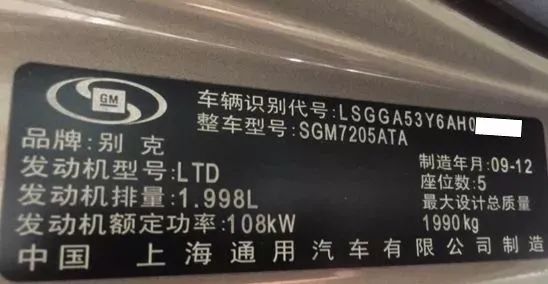 GM
车辆识别代号:LSGGA53Y6AH0
整车型号:SGM7205ATA
品牌:别克
制造年月:09-12
发动机型号:LTD
座位数:5
发动机排量:1.998L
最大设计总质量
发动机额定功率:108kW
1990kg
中国 上海通用汽车有限公司制造